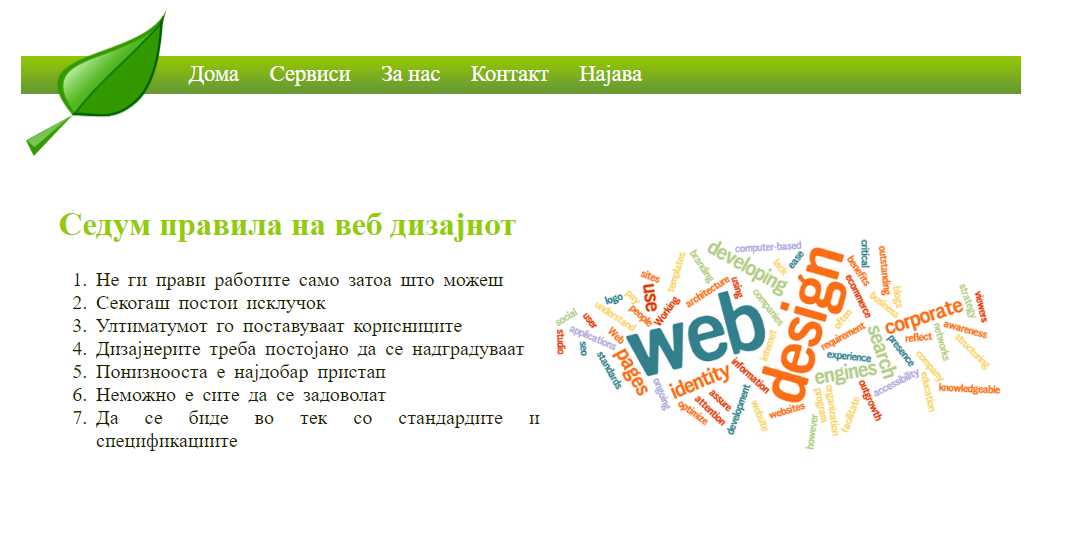 Дома Сервиси За нас Контакт Најава
Седум правила на веб дизајнот
1. Не ги прави работите само затоа што можеш
2. Секогаш постои исклучок
3. Ултиматумот го поставуваат корисниците
4. Дизајнерите треба постојано да се надградуваат
5. Понизнооста е најдобар пристап
6. Неможно е сите да се задоволат
7. Да се биде во тек со стандардите и
спецификациите
computer-based
developing
critical
outstanding
branding
templates
lack
ease
sites
use
architecture
using
benefits
ecommerce
design
business
blogs
strategy
viewers
logo
pay
people
Working
companies
web
often
corporate
social
understand
user
Web
applications
studio
seo
standards
pages
internet
requirement
search
presence
reflect
networks
awareness
structuring
experience
engines
company
accessibility
education
knowledgeable
identity
information
ongoing
assure
attention
optimize
development
website
websites
program
organization
however
facilitate
outgrowth